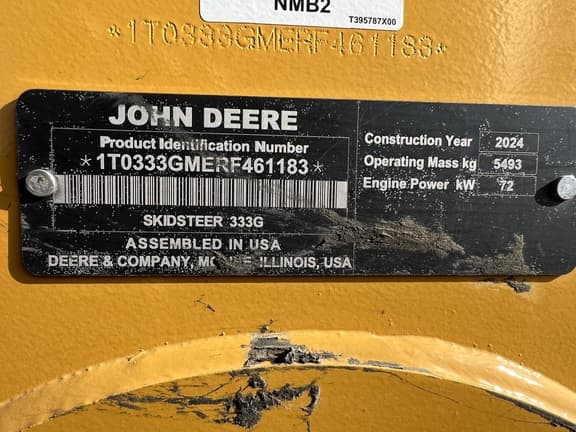 NMB2
T395787X00
*1T0333GMERF461183*
JOHN DEERE
Product Identification Number
*1T0333GMERF461183*
SKIDSTEER 333G
ASSEMBLED IN USA
DEERE & COMPANY, ILLINOIS, USA
Construction Year 2024
Operating Mass kg 5493
Engine Power kW 72